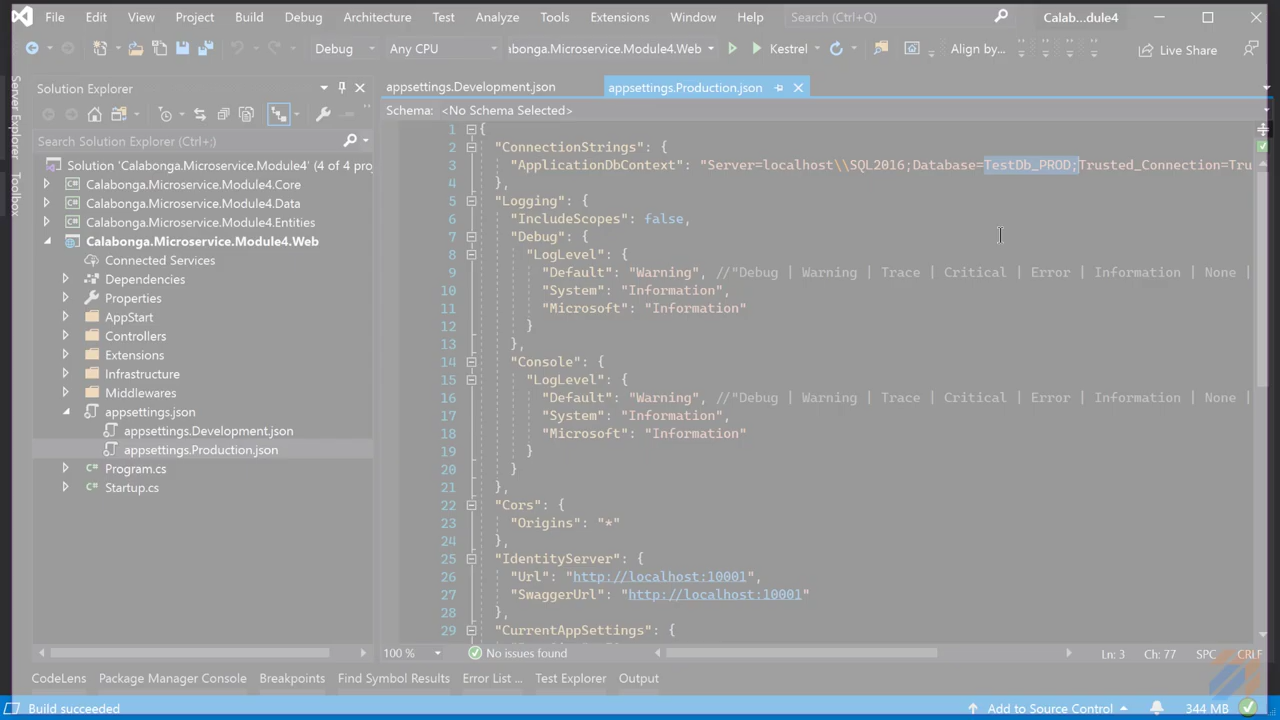 File Edit View Project Build Debug Architecture Test Analyze Tools Extensions Window Help Search (Ctrl+Q) Calab...dule4
Debug Any CPU abonga.Microservice.Module4.Web Kestrel Align by... Live Share
Server Explorer
Toolbox
Solution Explorer
Search Solution Explorer (Ctrl+;)
Solution 'Calabonga.Microservice.Module4' (4 of 4 pro
Calabonga.Microservice.Module4.Core
Calabonga.Microservice.Module4.Data
Calabonga.Microservice.Module4.Entities
Calabonga.Microservice.Module4.Web
Connected Services
Dependencies
Properties
AppStart
Controllers
Extensions
Infrastructure
Middlewares
appsettings.json
appsettings.Development.json
appsettings.Production.json
Program.cs
Startup.cs
appsettings.Development.json appsettings.Production.json
Schema: <No Schema Selected>
1 {
2 "ConnectionStrings": {
3 "ApplicationDbContext": "Server=localhost\\SQL2016;Database=TestDb_PROD;Trusted_Connection=Tru
4 },
5 "Logging": {
6 "IncludeScopes": false,
7 "Debug": {
8 "LogLevel": {
9 "Default": "Warning", //"Debug | Warning | Trace | Critical | Error | Information | None |
10 "System": "Information",
11 "Microsoft": "Information"
12 }
13 },
14 "Console": {
15 "LogLevel": {
16 "Default": "Warning", //"Debug | Warning | Trace | Critical | Error | Information | None |
17 "System": "Information",
18 "Microsoft": "Information"
19 }
20 }
21 },
22 "Cors": {
23 "Origins": "*"
24 },
25 "IdentityServer": {
26 "Url": "http://localhost:10001",
27 "SwaggerUrl": "http://localhost:10001"
28 },
29 "CurrentAppSettings": {
100 % No issues found Ln: 3 Ch: 77 SPC CRLF
CodeLens Package Manager Console Breakpoints Find Symbol Results Error List ... Test Explorer Output
Build succeeded Add to Source Control 344 MB